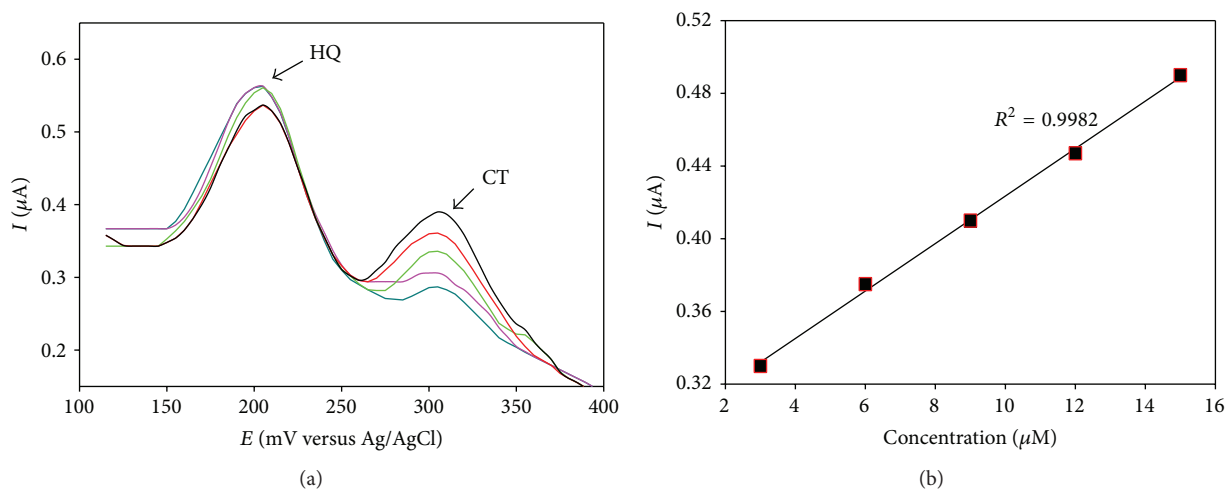 0.6
0.5
0.4
0.3
0.2
I (μA)
HQ
CT
100 150 200 250 300 350 400
E (mV versus Ag/AgCl)
(a)
0.52
0.48
0.44
0.40
0.36
0.32
I (μA)
R² = 0.9982
2 4 6 8 10 12 14 16
Concentration (μM)
(b)